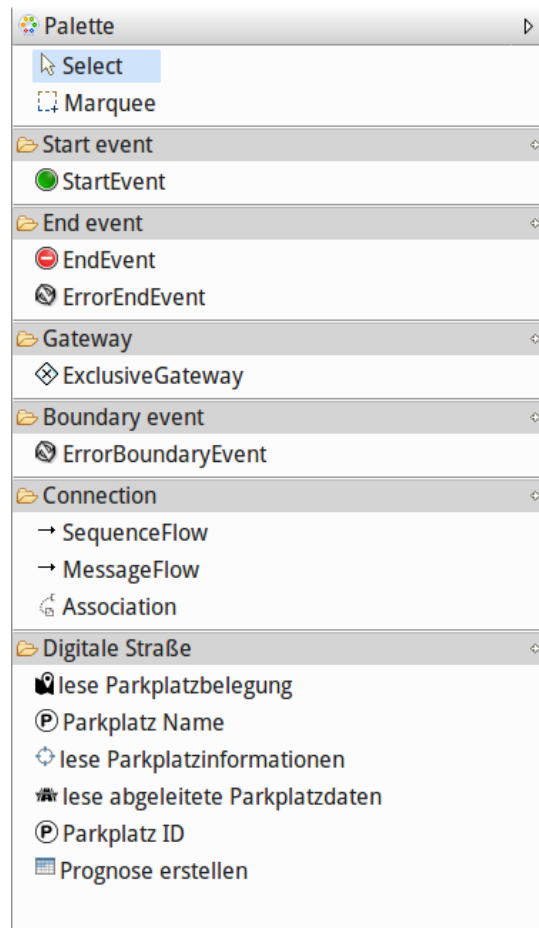 Palette
Select
Marquee
Start event
StartEvent
End event
EndEvent
ErrorEndEvent
Gateway
ExclusiveGateway
Boundary event
ErrorBoundaryEvent
Connection
SequenceFlow
MessageFlow
Association
Digitale Straße
lese Parkplatzbelegung
P Parkplatz Name
lese Parkplatzinformationen
lese abgeleitete Parkplatzdaten
P Parkplatz ID
Prognose erstellen